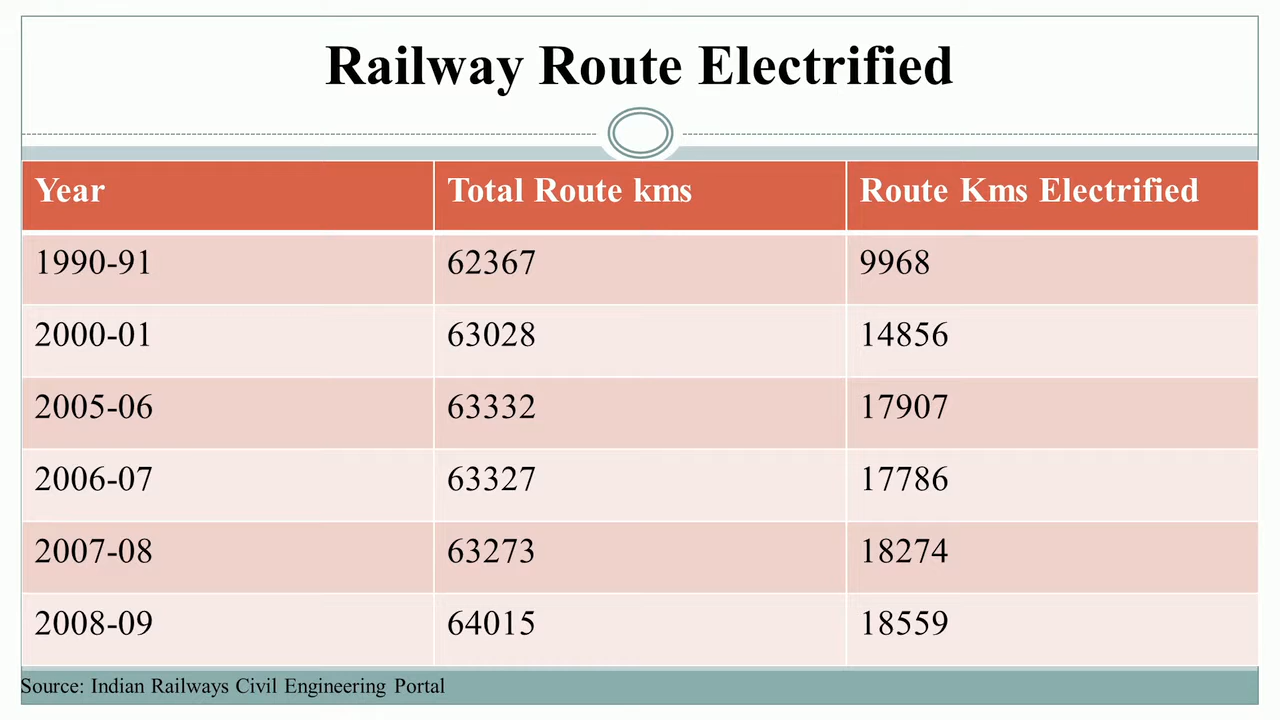 Railway Route Electrified
Year Total Route kms Route Kms Electrified
1990-91 62367 9968
2000-01 63028 14856
2005-06 63332 17907
2006-07 63327 17786
2007-08 63273 18274
2008-09 64015 18559
Source: Indian Railways Civil Engineering Portal